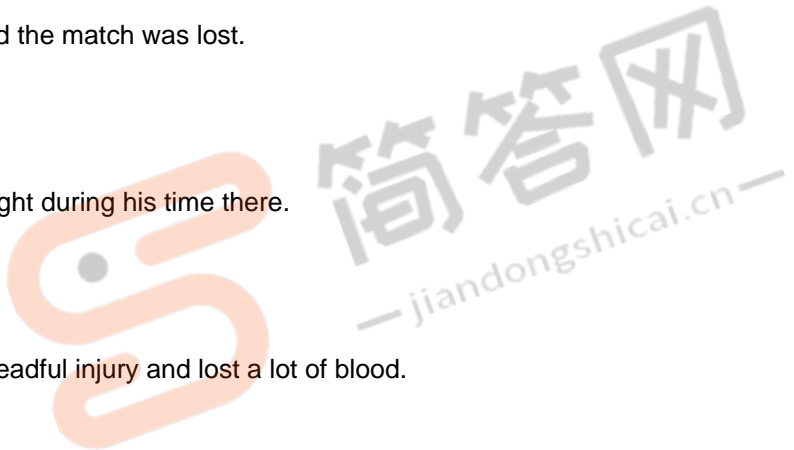 d the match was lost.
ght during his time there.
eadful injury and lost a lot of blood.
简答网
jiandongshicai.cn